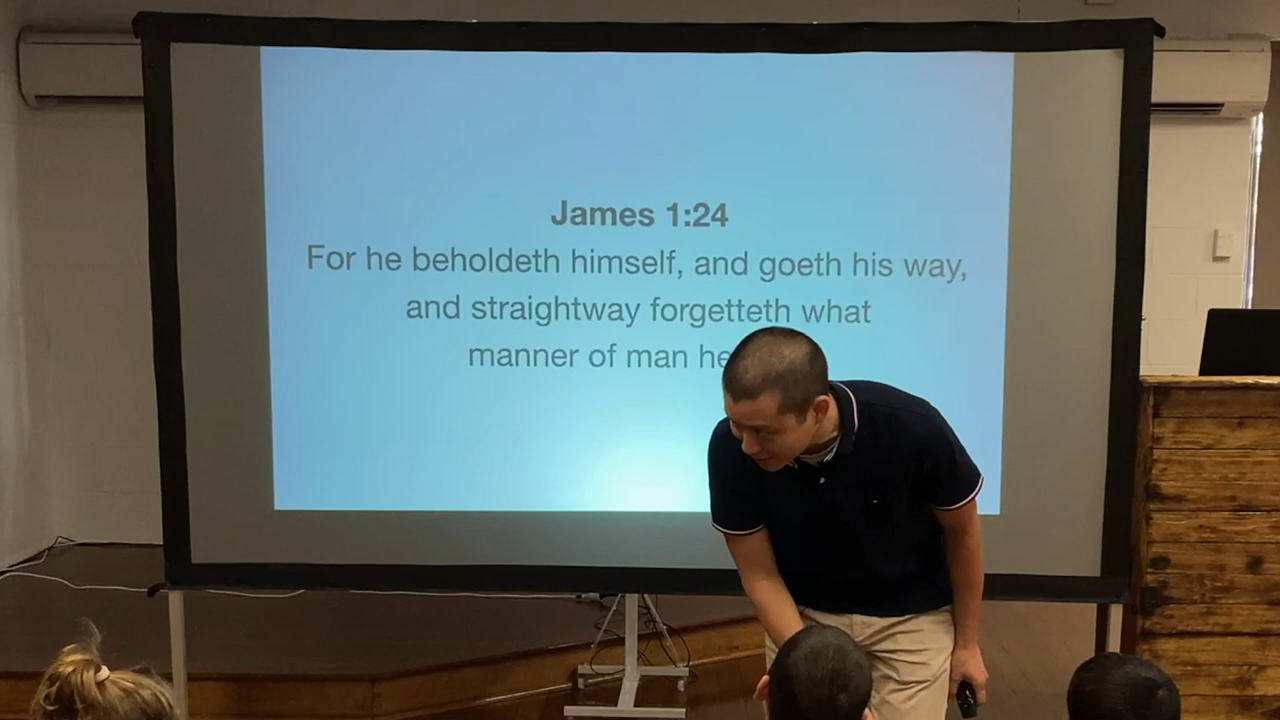 James 1:24
For he beholdeth himself, and goeth his way,
and straightway forgetteth what
manner of man he